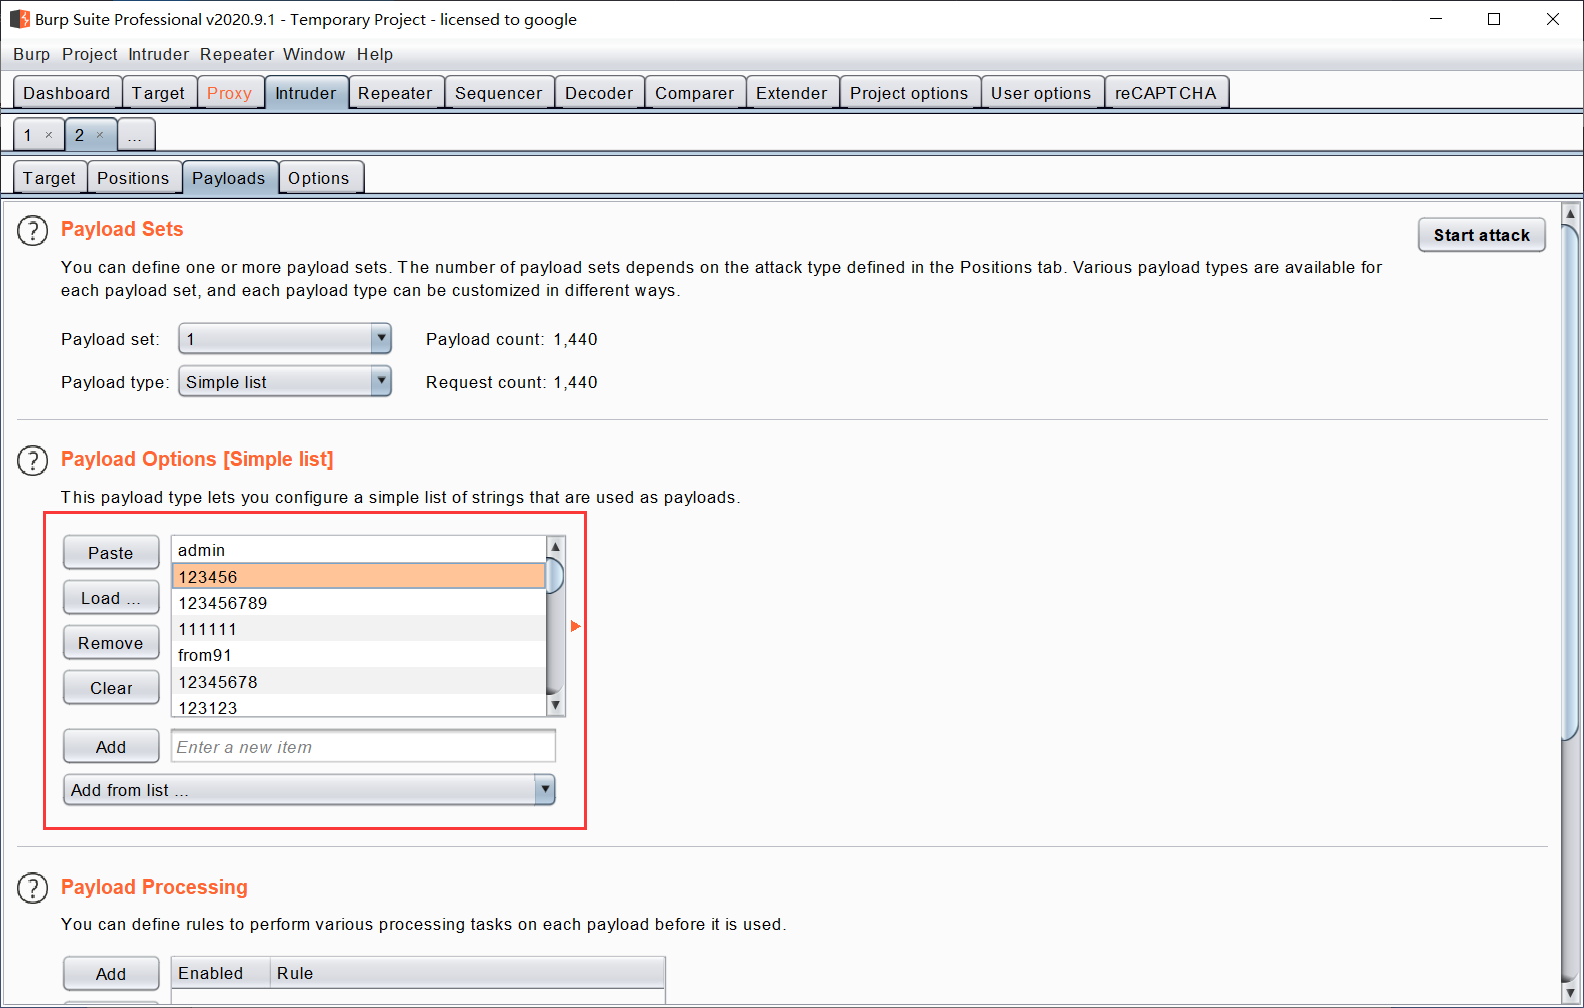 Burp Suite Professional v2020.9.1 - Temporary Project - licensed to google
Burp Project Intruder Repeater Window Help
Dashboard Target Proxy Intruder Repeater Sequencer Decoder Comparer Extender Project options User options reCAPTCHA
1 × 2 × ...
Target Positions Payloads Options
? Payload Sets
Start attack
You can define one or more payload sets. The number of payload sets depends on the attack type defined in the Positions tab. Various payload types are available for
each payload set, and each payload type can be customized in different ways.
Payload set: 1 Payload count: 1,440
Payload type: Simple list Request count: 1,440
? Payload Options [Simple list]
This payload type lets you configure a simple list of strings that are used as payloads.
Paste
Load ...
Remove
Clear
admin
123456
123456789
111111
from91
12345678
123123
Add Enter a new item
Add from list ...
? Payload Processing
You can define rules to perform various processing tasks on each payload before it is used.
Add Enabled Rule